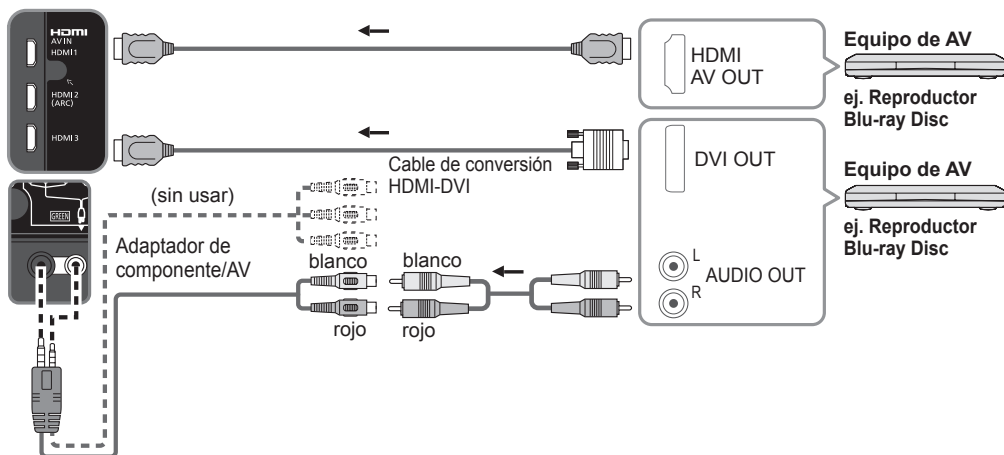 HDMI
AV IN
HDMI 1
HDMI 2
(ARC)
HDMI 3
HDMI
AV OUT
Equipo de AV
ej. Reproductor
Blu-ray Disc
Cable de conversión
HDMI-DVI
DVI OUT
Equipo de AV
ej. Reproductor
Blu-ray Disc
GREEN
(sin usar)
Adaptador de
componente/AV
blanco
blanco
rojo
rojo
L
R
AUDIO OUT